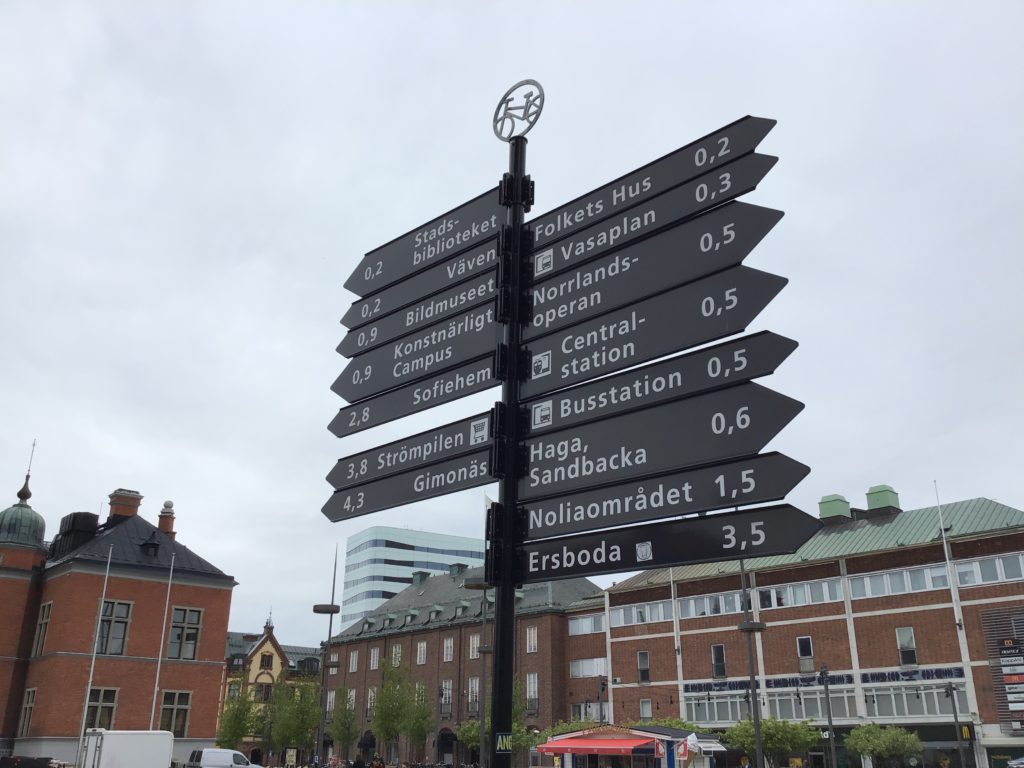 Stads-
biblioteket
0,2
Väven
0,2
Bildmuseet
0,9
Konstnärligt
Campus
0,9
Sofiehem
2,8
3,8 Strömpilen
4,3 Gimonäs
Folkets Hus 0,2
Vasaplan 0,3
Norrlands-
operan
0,5
Central-
station
0,5
Busstation 0,5
Haga,
Sandbacka
0,6
Noliaområdet 1,5
Ersboda 3,5
ANG